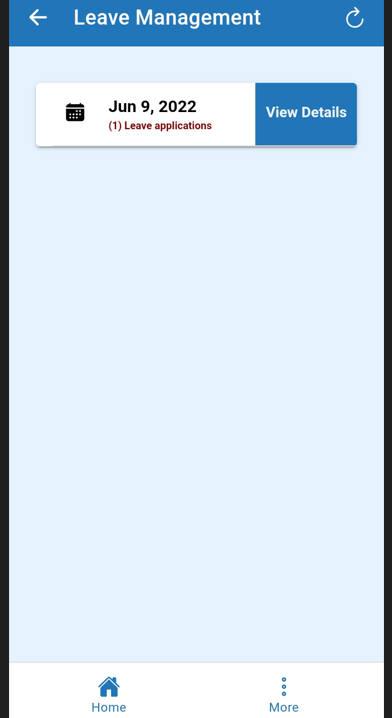 Leave Management
Jun 9, 2022
(1) Leave applications
View Details
Home
More